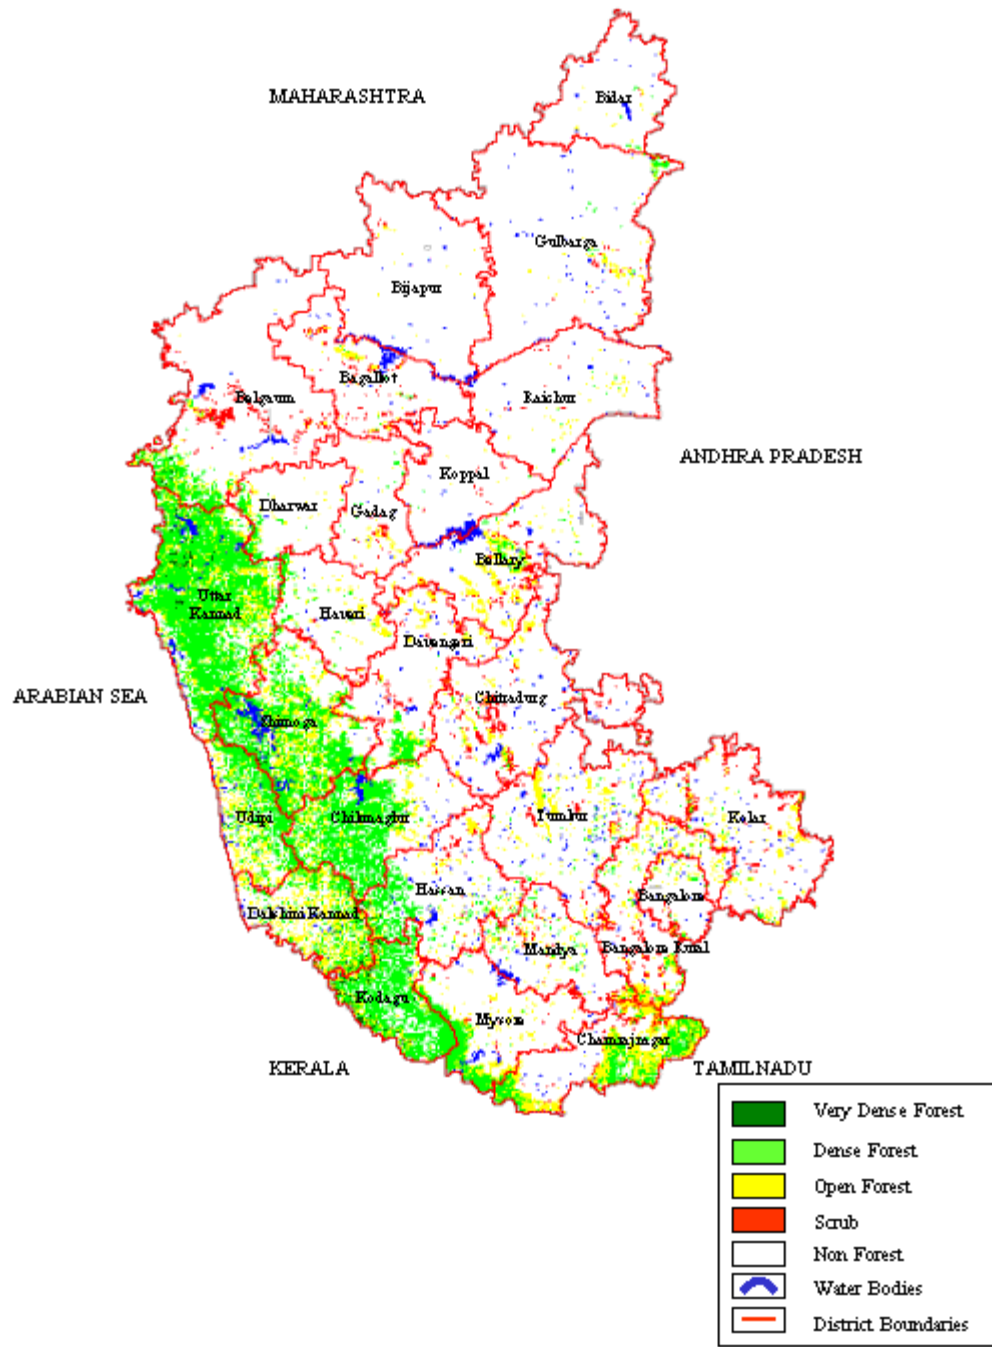 MAHARASHTRA
Bidar
Gulbarga
Bijapur
Bagalkot
Belgaum
Raichur
ANDHRA PRADESH
Koppal
Dharwar
Gadag
Bellary
Uttar
Kannad
Haveri
Davangari
ARABIAN SEA
Chitradurg
Shimoga
Udipi
Chikmaglur
Tumkur
Kolar
Hassan
Bangalore
Dakshini Kannad
Mandya
Bangalore Rural
Kodagu
Mysore
Chamrajnagar
KERALA
TAMILNADU
Very Dense Forest
Dense Forest
Open Forest
Scrub
Non Forest
Water Bodies
District Boundaries